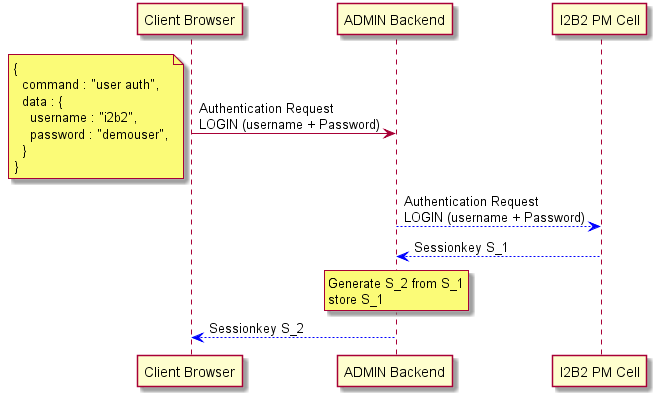 Client Browser
ADMIN Backend
I2B2 PM Cell
{
command : "user auth",
data : {
username : "i2b2",
password : "demouser",
}
}
Authentication Request
LOGIN (username + Password)
Authentication Request
LOGIN (username + Password)
Sessionkey S_1
Generate S_2 from S_1
store S_1
Sessionkey S_2
Client Browser
ADMIN Backend
I2B2 PM Cell